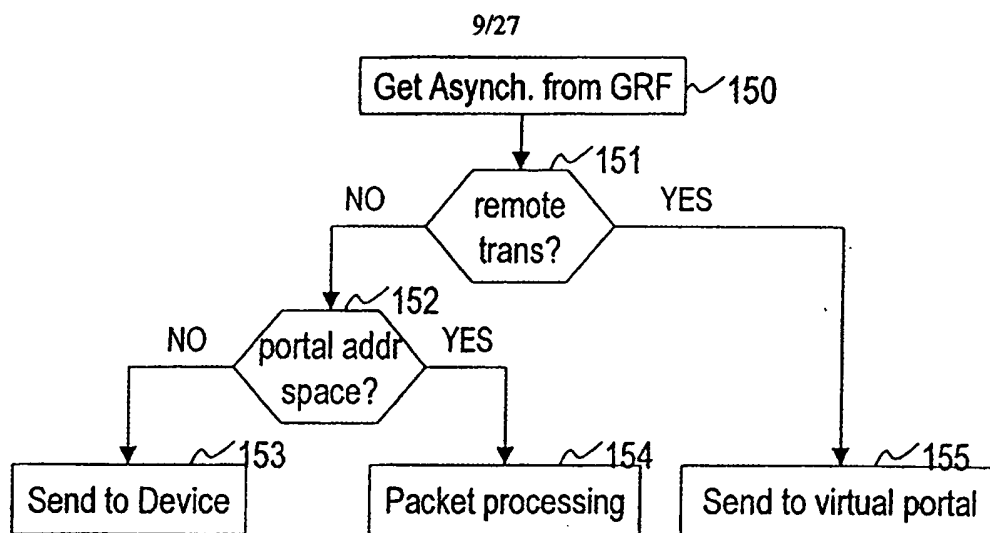 9/27
Get Asynch. from GRF
150
151
remote
trans?
NO
YES
152
portal addr
space?
NO
YES
153
Send to Device
154
Packet processing
155
Send to virtual portal